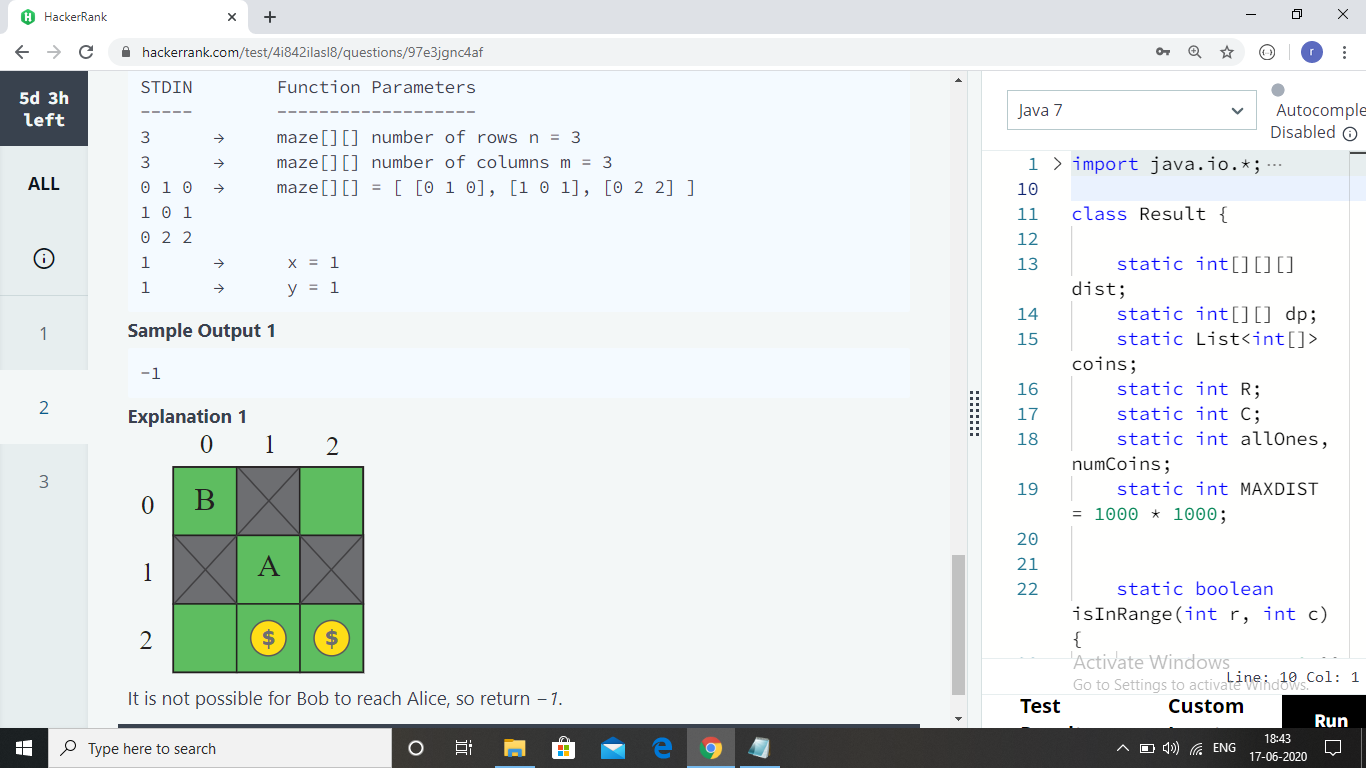 HackerRank
hackerrank.com/test/4i842ilasl8/questions/97e3jgnc4af
r
5d 3h
left
ALL
1
2
3
STDIN Function Parameters
----- -------------------
3 → maze[][] number of rows n = 3
3 → maze[][] number of columns m = 3
0 1 0 → maze[][] = [ [0 1 0], [1 0 1], [0 2 2] ]
1 0 1
0 2 2
1 → x = 1
1 → y = 1
Sample Output 1
-1
Explanation 1
0 1 2
0 B
1 A
2 $ $
It is not possible for Bob to reach Alice, so return −1.
Java 7
Autocomple
Disabled
1 import java.io.*;
10
11 class Result {
12
13 static int[][][]
dist;
14 static int[][] dp;
15 static List<int[]>
coins;
16 static int R;
17 static int C;
18 static int allOnes,
numCoins;
19 static int MAXDIST
= 1000 * 1000;
20
21
22 static boolean
isInRange(int r, int c)
{
Activate Windows
Go to Settings to activate Windows.
Line: 10 Col: 1
Test
Custom
Run
Type here to search
ENG
18:43
17-06-2020